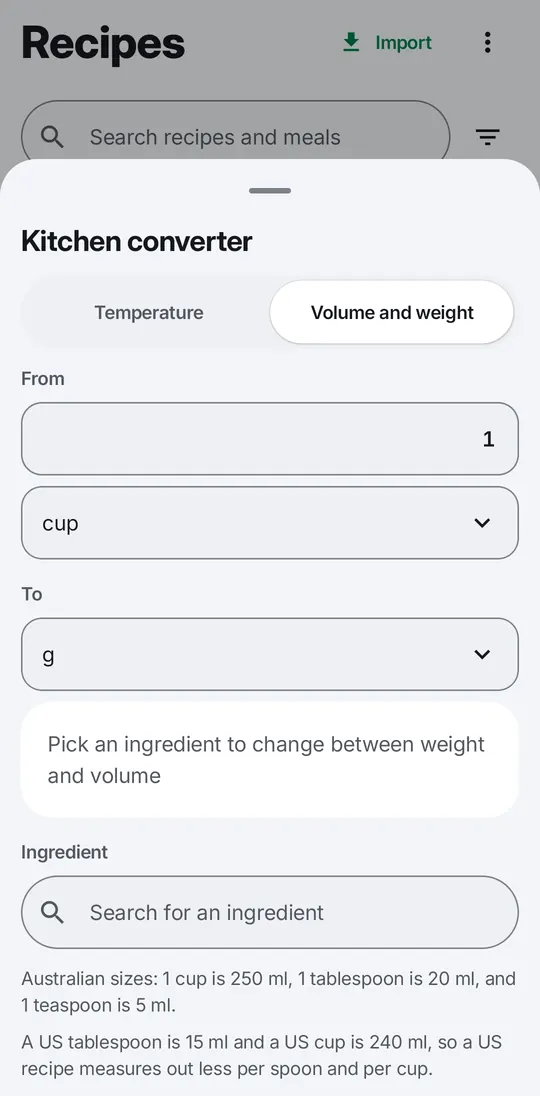 Recipes
Import
Search recipes and meals
Kitchen converter
Temperature
Volume and weight
From
1
cup
To
g
Pick an ingredient to change between weight
and volume
Ingredient
Search for an ingredient
Australian sizes: 1 cup is 250 ml, 1 tablespoon is 20 ml, and
1 teaspoon is 5 ml.
A US tablespoon is 15 ml and a US cup is 240 ml, so a US
recipe measures out less per spoon and per cup.